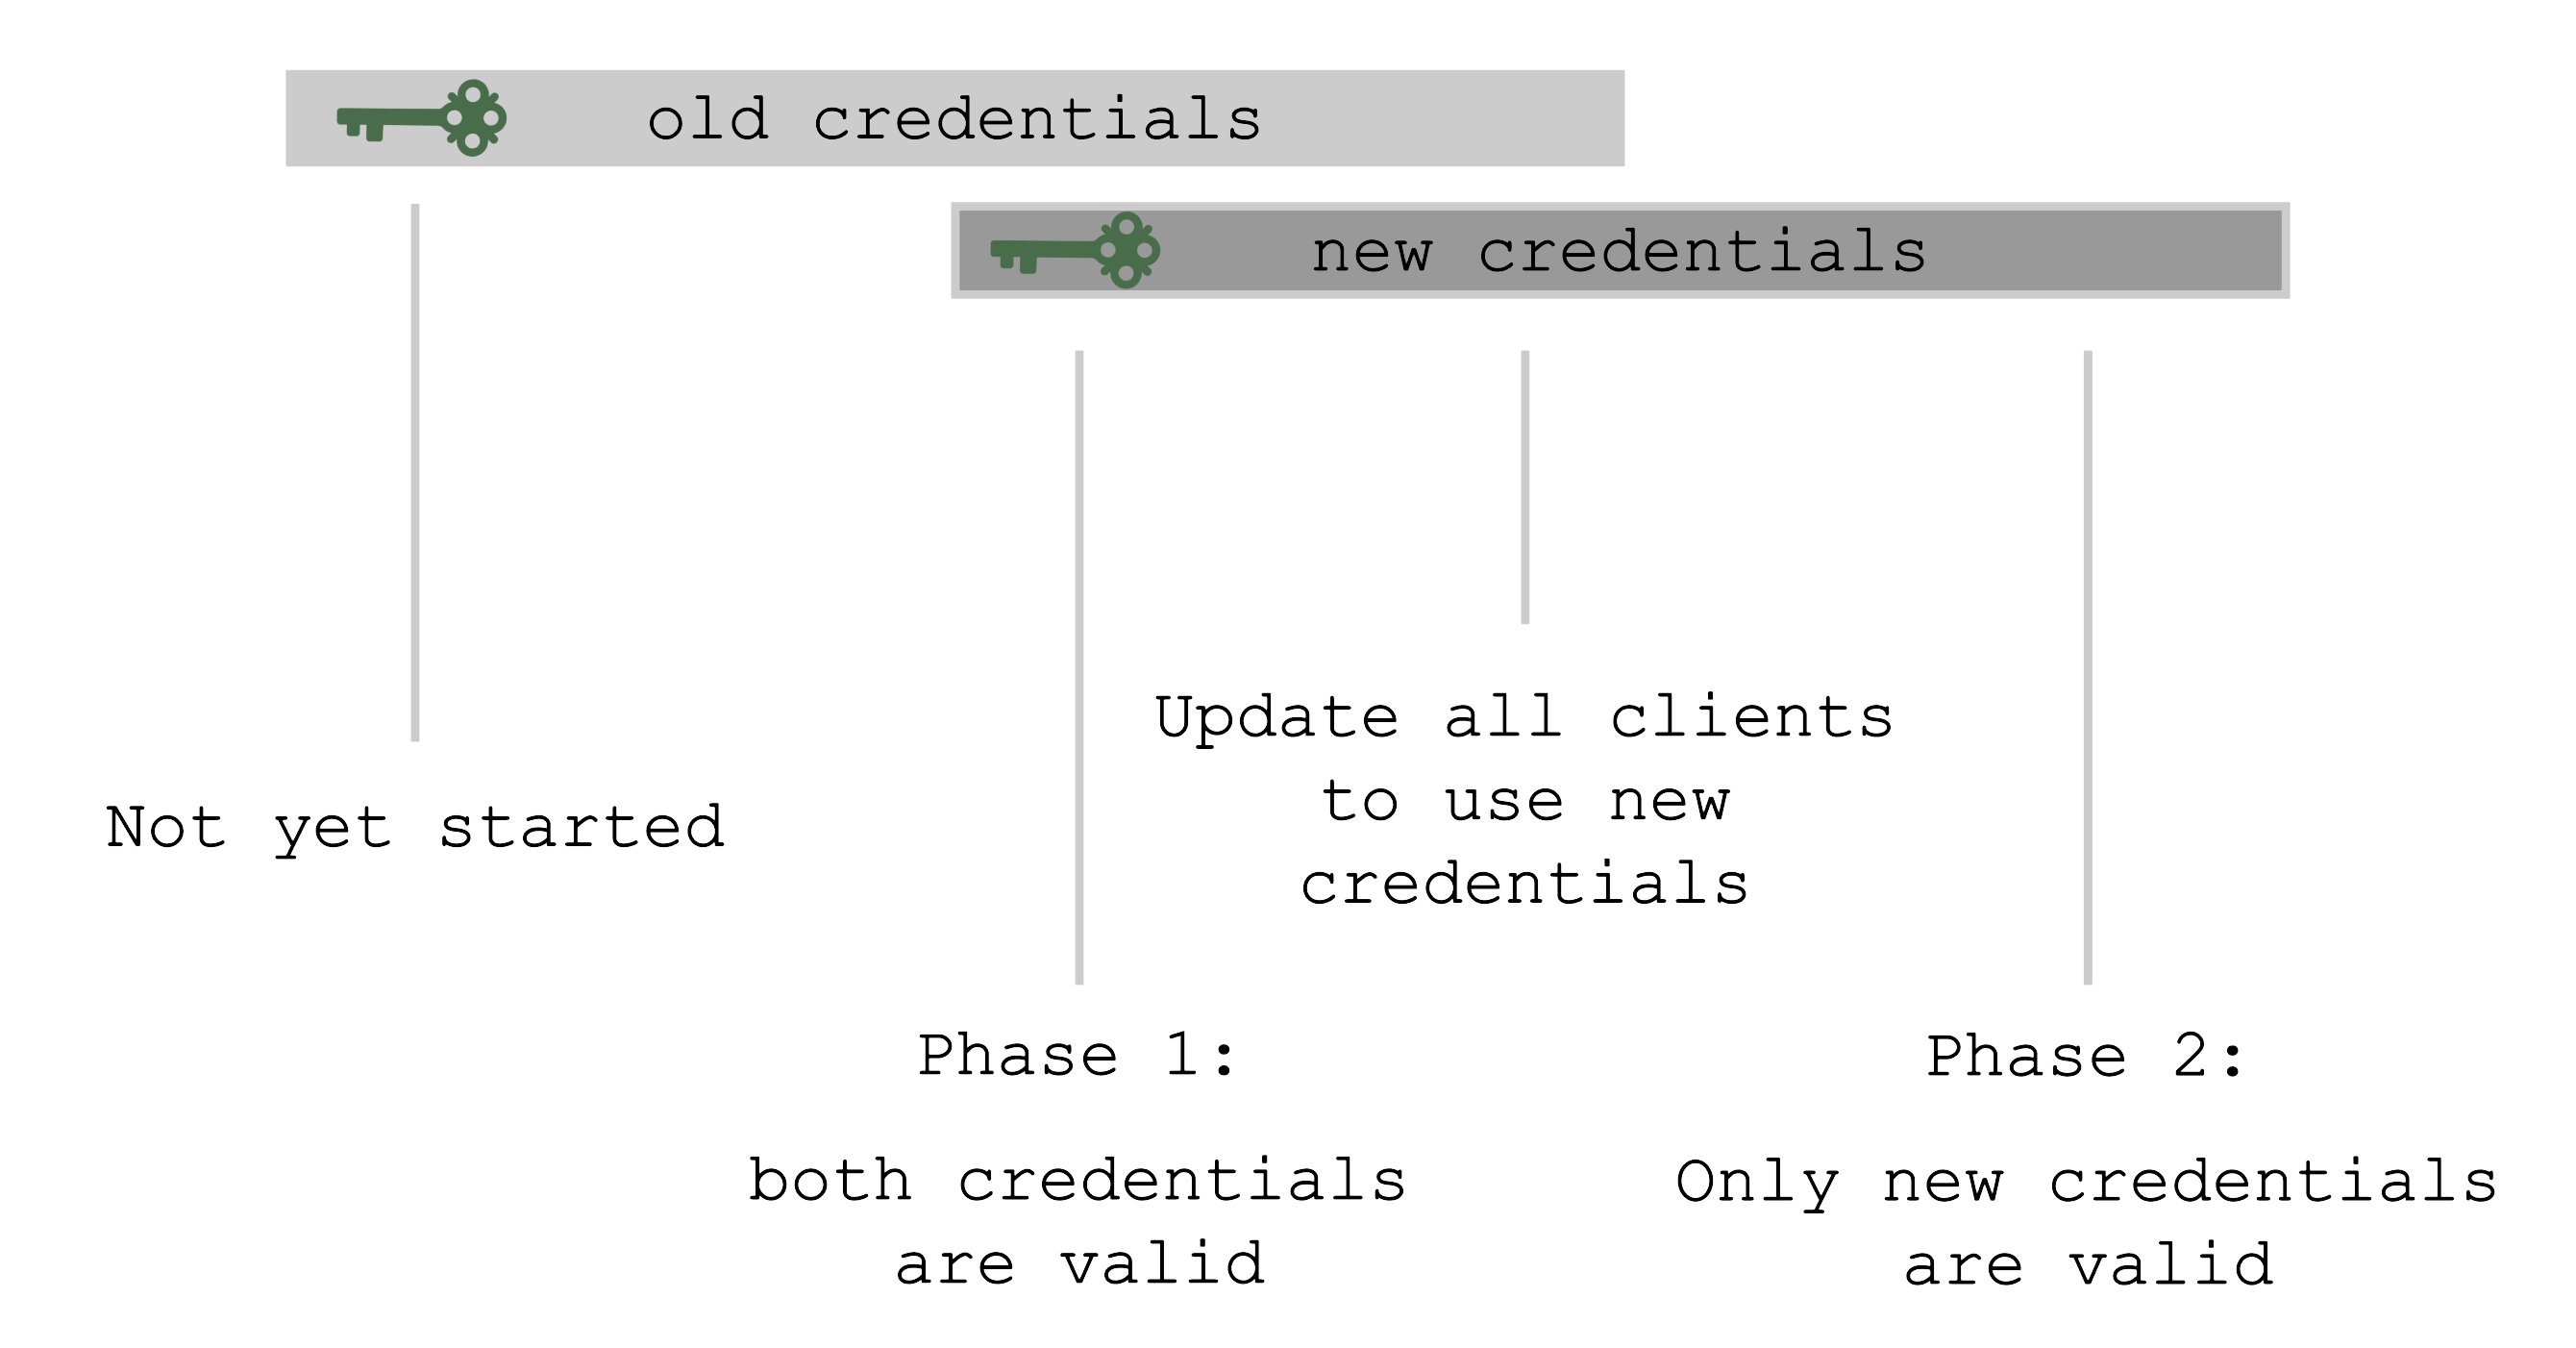 old credentials
new credentials
Not yet started
Update all clients
to use new
credentials
Phase 1:
both credentials
are valid
Phase 2:
Only new credentials
are valid